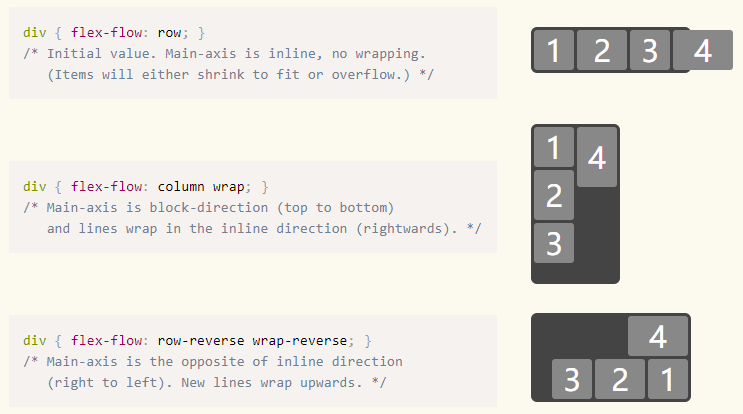 div { flex-flow: row; }
/* Initial value. Main-axis is inline, no wrapping.
(Items will either shrink to fit or overflow.) */
1 2 3 4
div { flex-flow: column wrap; }
/* Main-axis is block-direction (top to bottom)
and lines wrap in the inline direction (rightwards). */
1 4
2
3
div { flex-flow: row-reverse wrap-reverse; }
/* Main-axis is the opposite of inline direction
(right to left). New lines wrap upwards. */
4
3 2 1